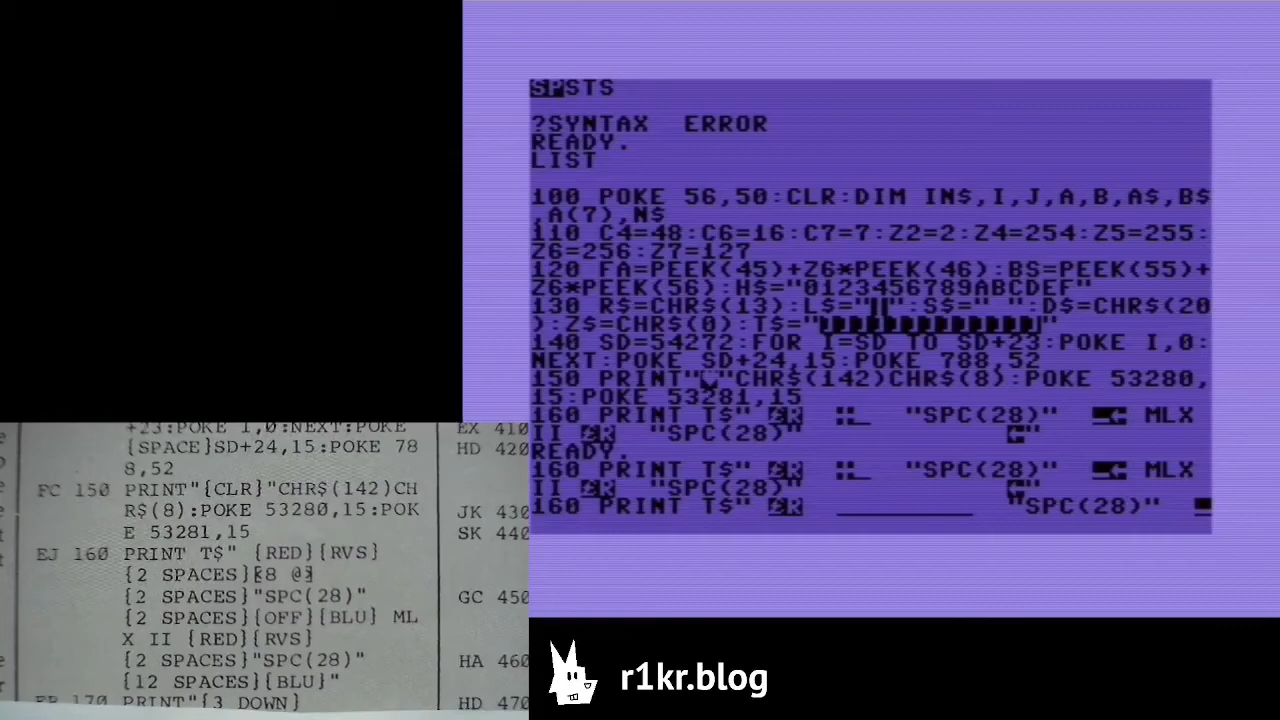 SPSTS
?SYNTAX  ERROR
READY.
LIST
100 POKE 56,50:CLR:DIM IN$,I,J,A,B,A$,B$
,A(7),N$
110 C4=48:C6=16:C7=7:Z2=2:Z4=254:Z5=255:
Z6=256:Z7=127
120 FA=PEEK(45)+Z6*PEEK(46):BS=PEEK(55)+
Z6*PEEK(56):H$="0123456789ABCDEF"
130 R$=CHR$(13):L$="":S$=" ":D$=CHR$(20
):Z$=CHR$(0):T$=""
140 SD=54272:FOR I=SD TO SD+23:POKE I,0:
NEXT:POKE SD+24,15:POKE 788,52
150 PRINT"♥"CHR$(142)CHR$(8):POKE 53280,
15:POKE 53281,15
160 PRINT T$" £R "SPC(28)" MLX
II £R "SPC(28)" "
READY.
160 PRINT T$" £R "SPC(28)" MLX
II £R "SPC(28)" "
160 PRINT T$" £R "SPC(28)"
+23:POKE I,0:NEXT:POKE
{SPACE}SD+24,15:POKE 78
8,52
FC 150 PRINT"{CLR}"CHR$(142)CH
R$(8):POKE 53280,15:POK
E 53281,15
EJ 160 PRINT T$" {RED}{RVS}
{2 SPACES}[8 @]
{2 SPACES}"SPC(28)"
{2 SPACES}{OFF}{BLU} ML
X II {RED}{RVS}
{2 SPACES}"SPC(28)"
{12 SPACES}{BLU}"
170 PRINT"{3 DOWN}
EX 410
HD 420
JK 430
SK 440
GC 450
HA 460
HD 470
r1kr.blog